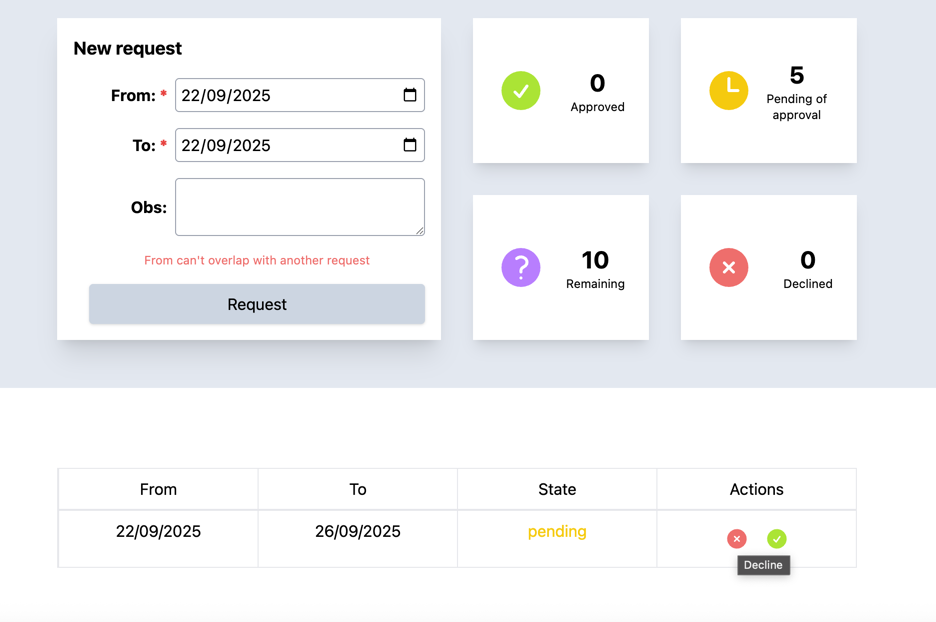 New request
From: *
22/09/2025
To: *
22/09/2025
Obs:
From can't overlap with another request
Request
0
Approved
5
Pending of
approval
?
10
Remaining
0
Declined
From To State Actions
22/09/2025 26/09/2025 pending
Decline